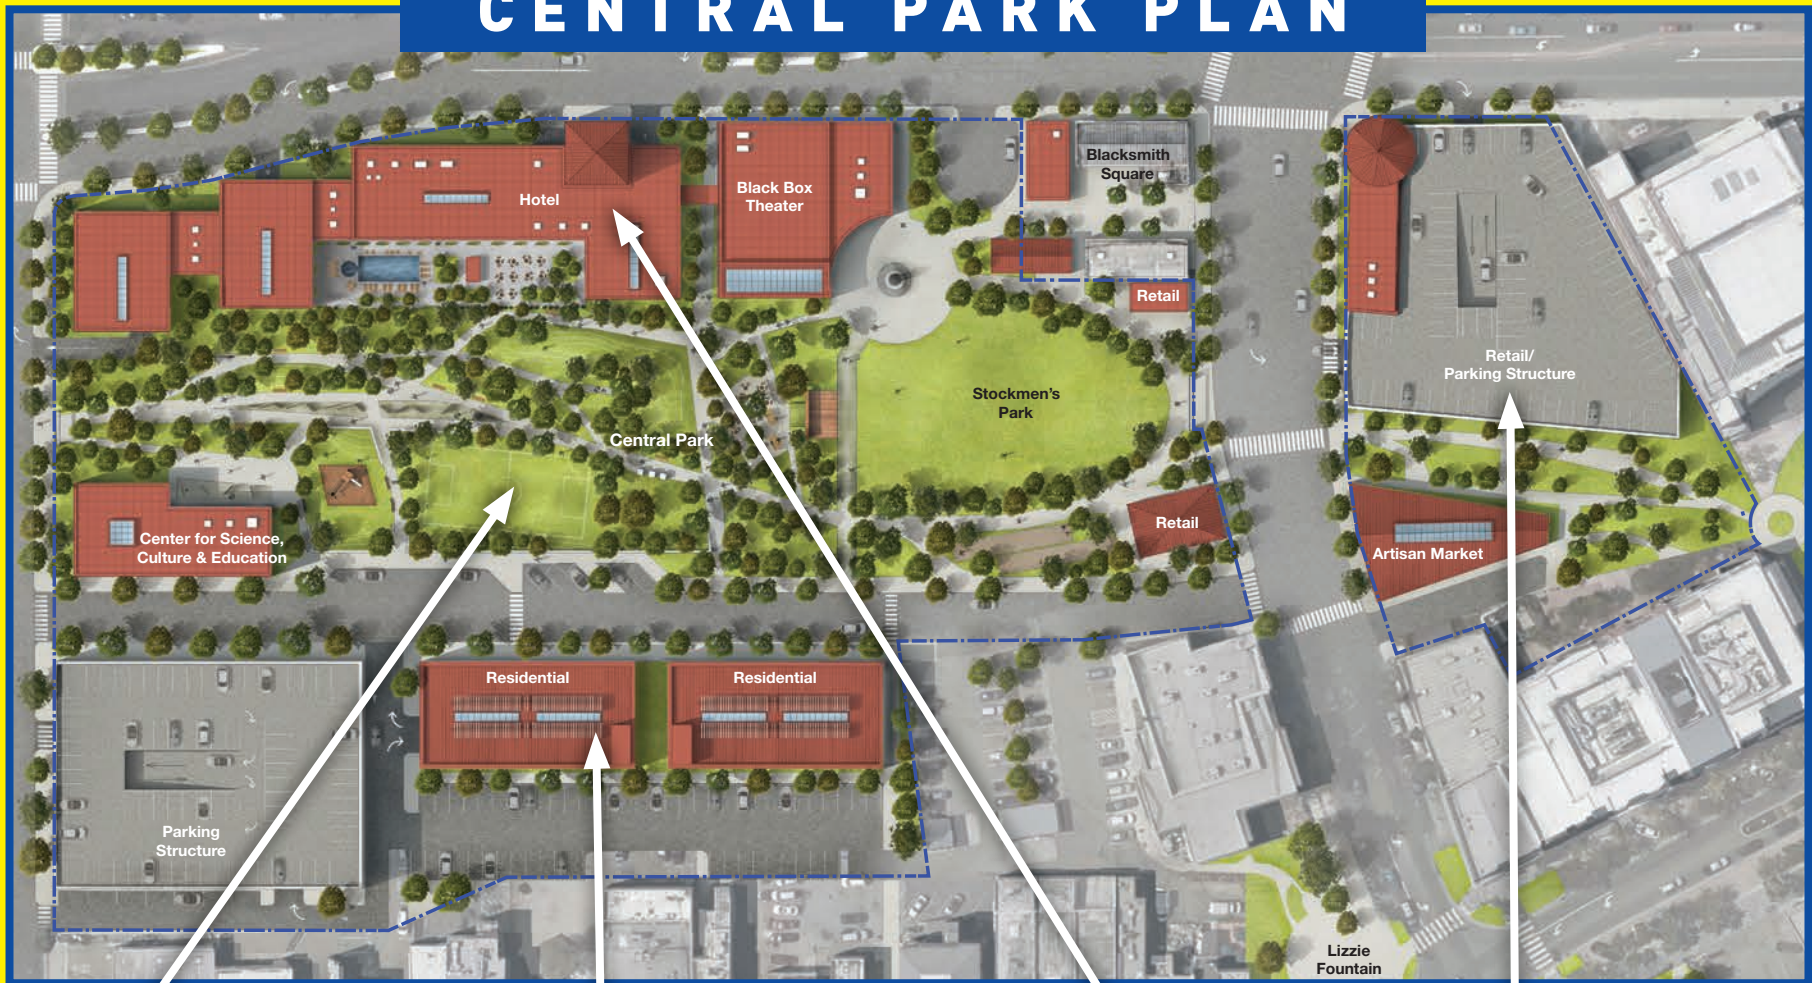 CENTRAL PARK PLAN
Blacksmith
Square
Hotel
Black Box
Theater
Retail
Retail/
Parking Structure
Stockmen's
Park
Central Park
Retail
Center for Science,
Culture & Education
Artisan Market
Residential
Residential
Parking
Structure
Lizzie
Fountain